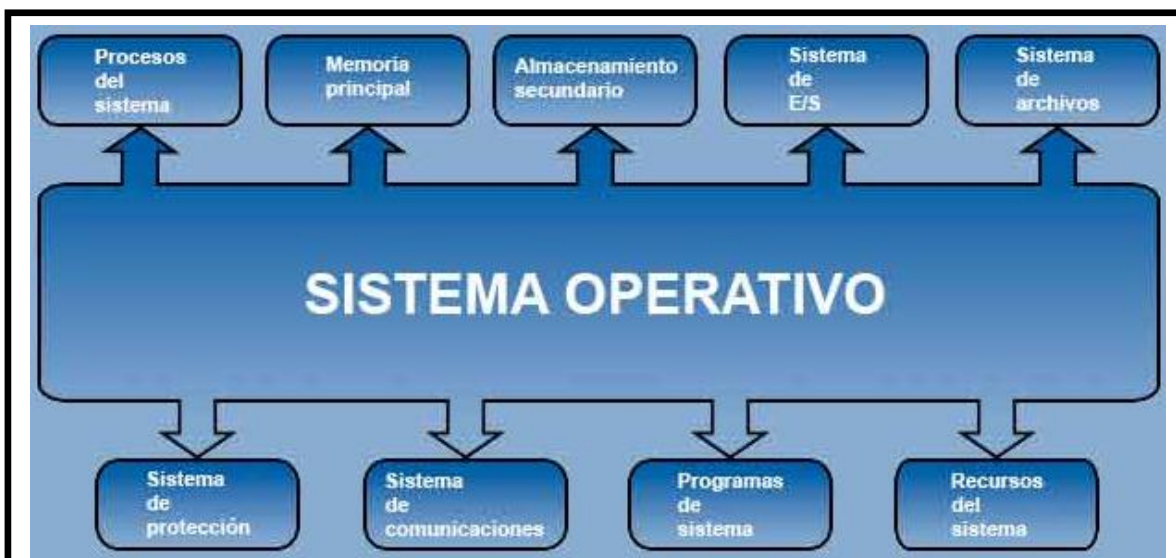 Procesos
del
sistema
Memoria
principal
Almacenamiento
secundario
Sistema
de
E/S
Sistema
de
archivos
SISTEMA OPERATIVO
Sistema
de
protección
Sistema
de
comunicaciones
Programas
de
sistema
Recursos
del
sistema